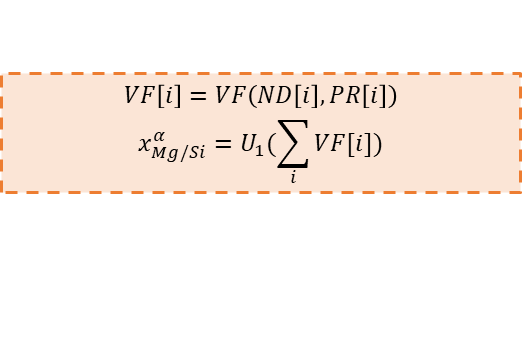 VF[i] = VF(ND[i], PR[i])
x^α_{Mg/Si} = U_1(∑_i VF[i])